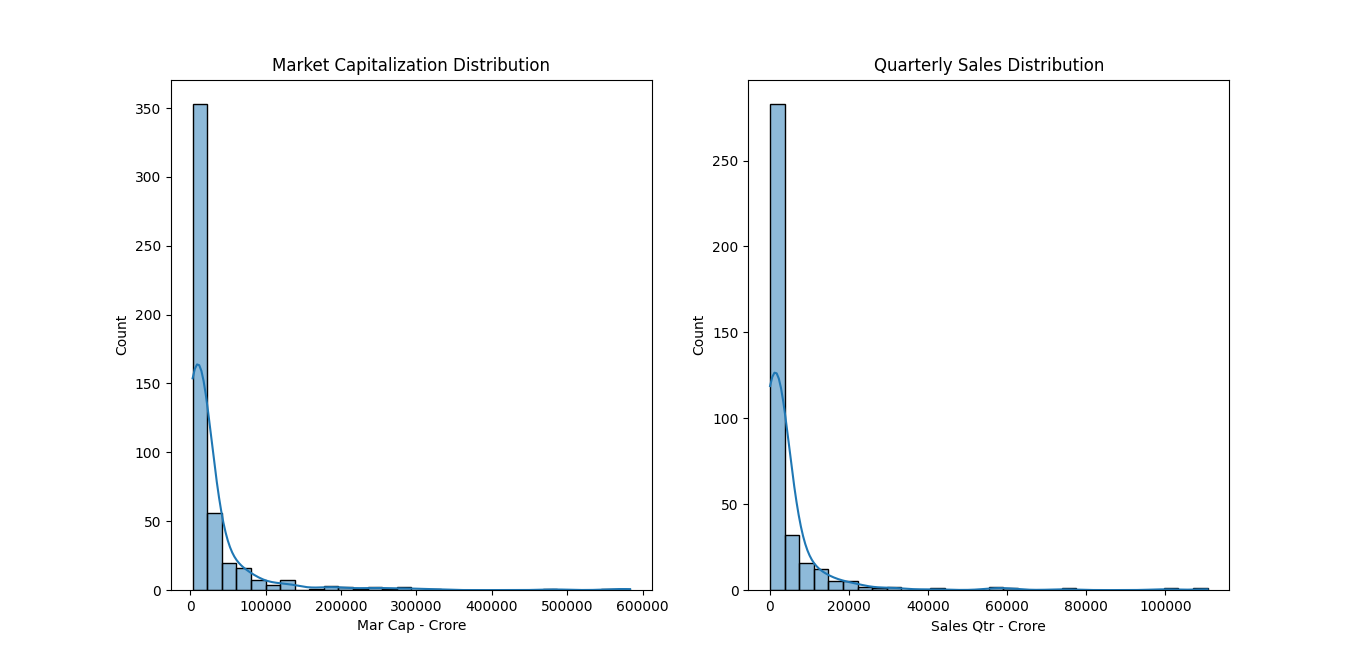 Market Capitalization Distribution
350
300
250
200
150
100
50
0
Count
0 100000 200000 300000 400000 500000 600000
Mar Cap - Crore
Quarterly Sales Distribution
250
200
150
100
50
0
Count
0 20000 40000 60000 80000 100000
Sales Qtr - Crore